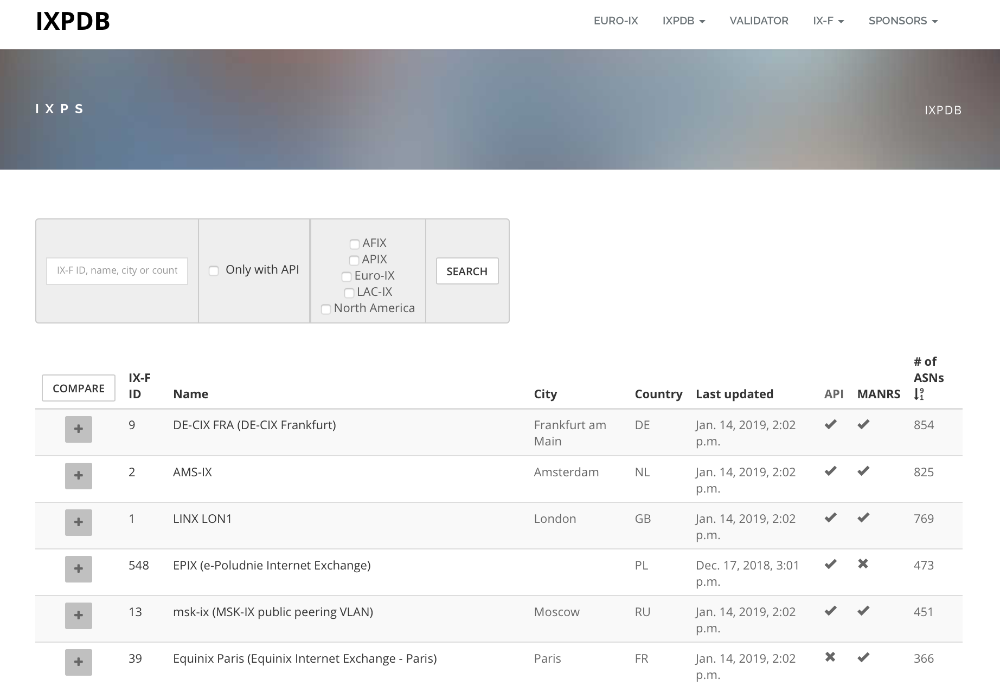 IXPDB
EURO-IX IXPDB VALIDATOR IX-F SPONSORS
IXPS
IXPDB
IX-F ID, name, city or count
Only with API
AFIX
APIX
Euro-IX
LAC-IX
North America
SEARCH
COMPARE
IX-F
ID
Name
City
Country
Last updated
API
MANRS
# of
ASNs
9 DE-CIX FRA (DE-CIX Frankfurt) Frankfurt am DE Jan. 14, 2019, 2:02 854
Main p.m.
2 AMS-IX Amsterdam NL Jan. 14, 2019, 2:02 825
p.m.
1 LINX LON1 London GB Jan. 14, 2019, 2:02 769
p.m.
548 EPIX (e-Poludnie Internet Exchange) PL Dec. 17, 2018, 3:01 473
p.m.
13 msk-ix (MSK-IX public peering VLAN) Moscow RU Jan. 14, 2019, 2:02 451
p.m.
39 Equinix Paris (Equinix Internet Exchange - Paris) Paris FR Jan. 14, 2019, 2:02 366
p.m.